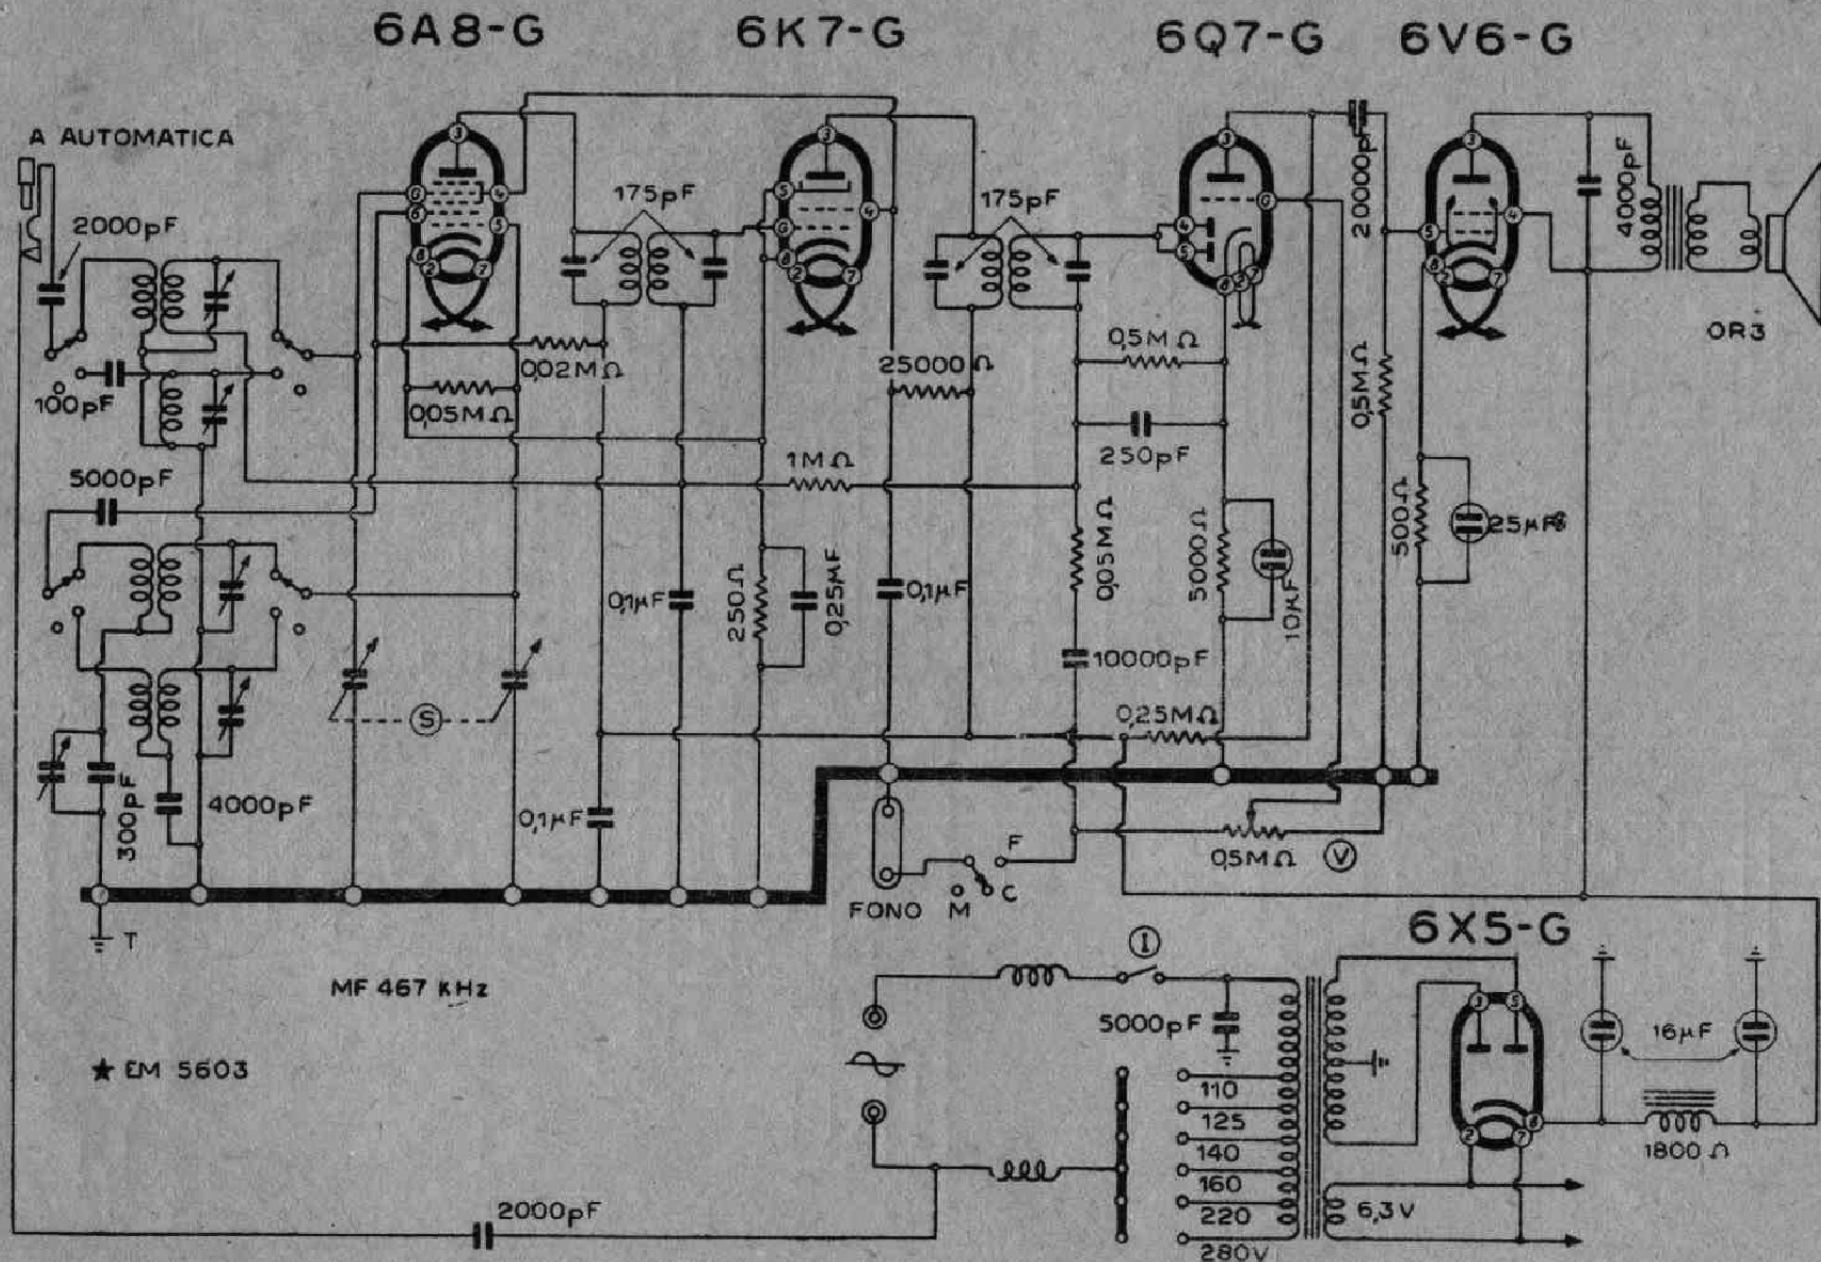 6A8-G
6K7-G
6Q7-G
6V6-G
A AUTOMATICA
2000pF
100pF
175pF
175pF
20000pF
4000pF
OR3
0,02MΩ
0,05MΩ
25000Ω
0,5MΩ
0,5MΩ
250pF
1MΩ
5000pF
500Ω
25µF
0,05MΩ
5000Ω
10µF
0,1µF
250Ω
0,25µF
0,1µF
10000pF
S
0,25MΩ
300pF
4000pF
0,1µF
F
M
C
FONO
0,5MΩ
V
T
MF 467 KHz
★ EM 5603
6X5-G
I
5000pF
110
125
140
160
220
280V
16µF
1800Ω
6,3V
2000pF